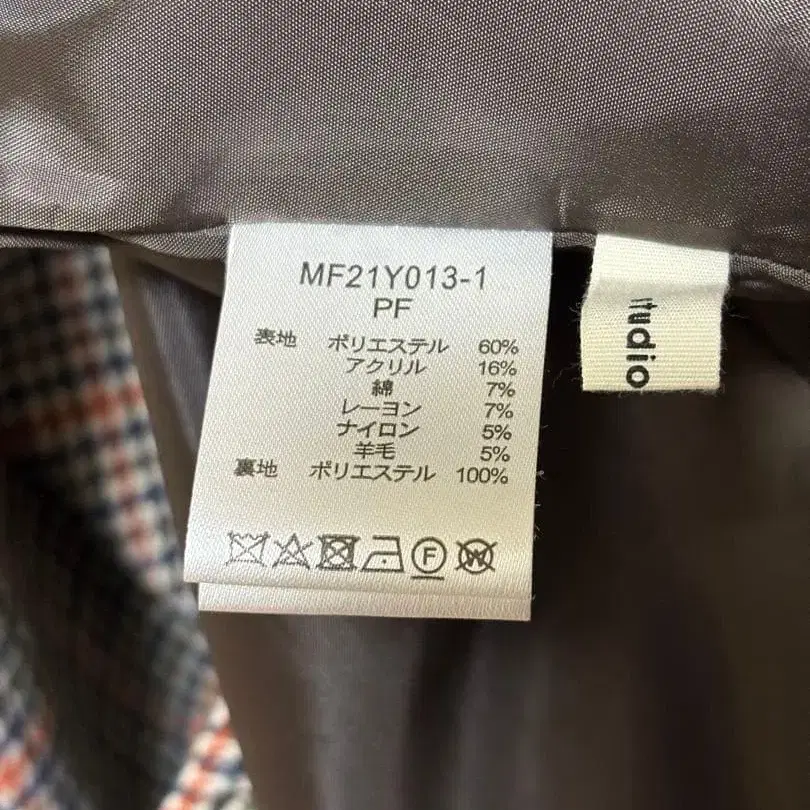 MF21Y013-1
PF
表地 ポリエステル 60%
アクリル 16%
綿 7%
レーヨン 7%
ナイロン 5%
羊毛 5%
裏地 ポリエステル 100%
F W
tudio